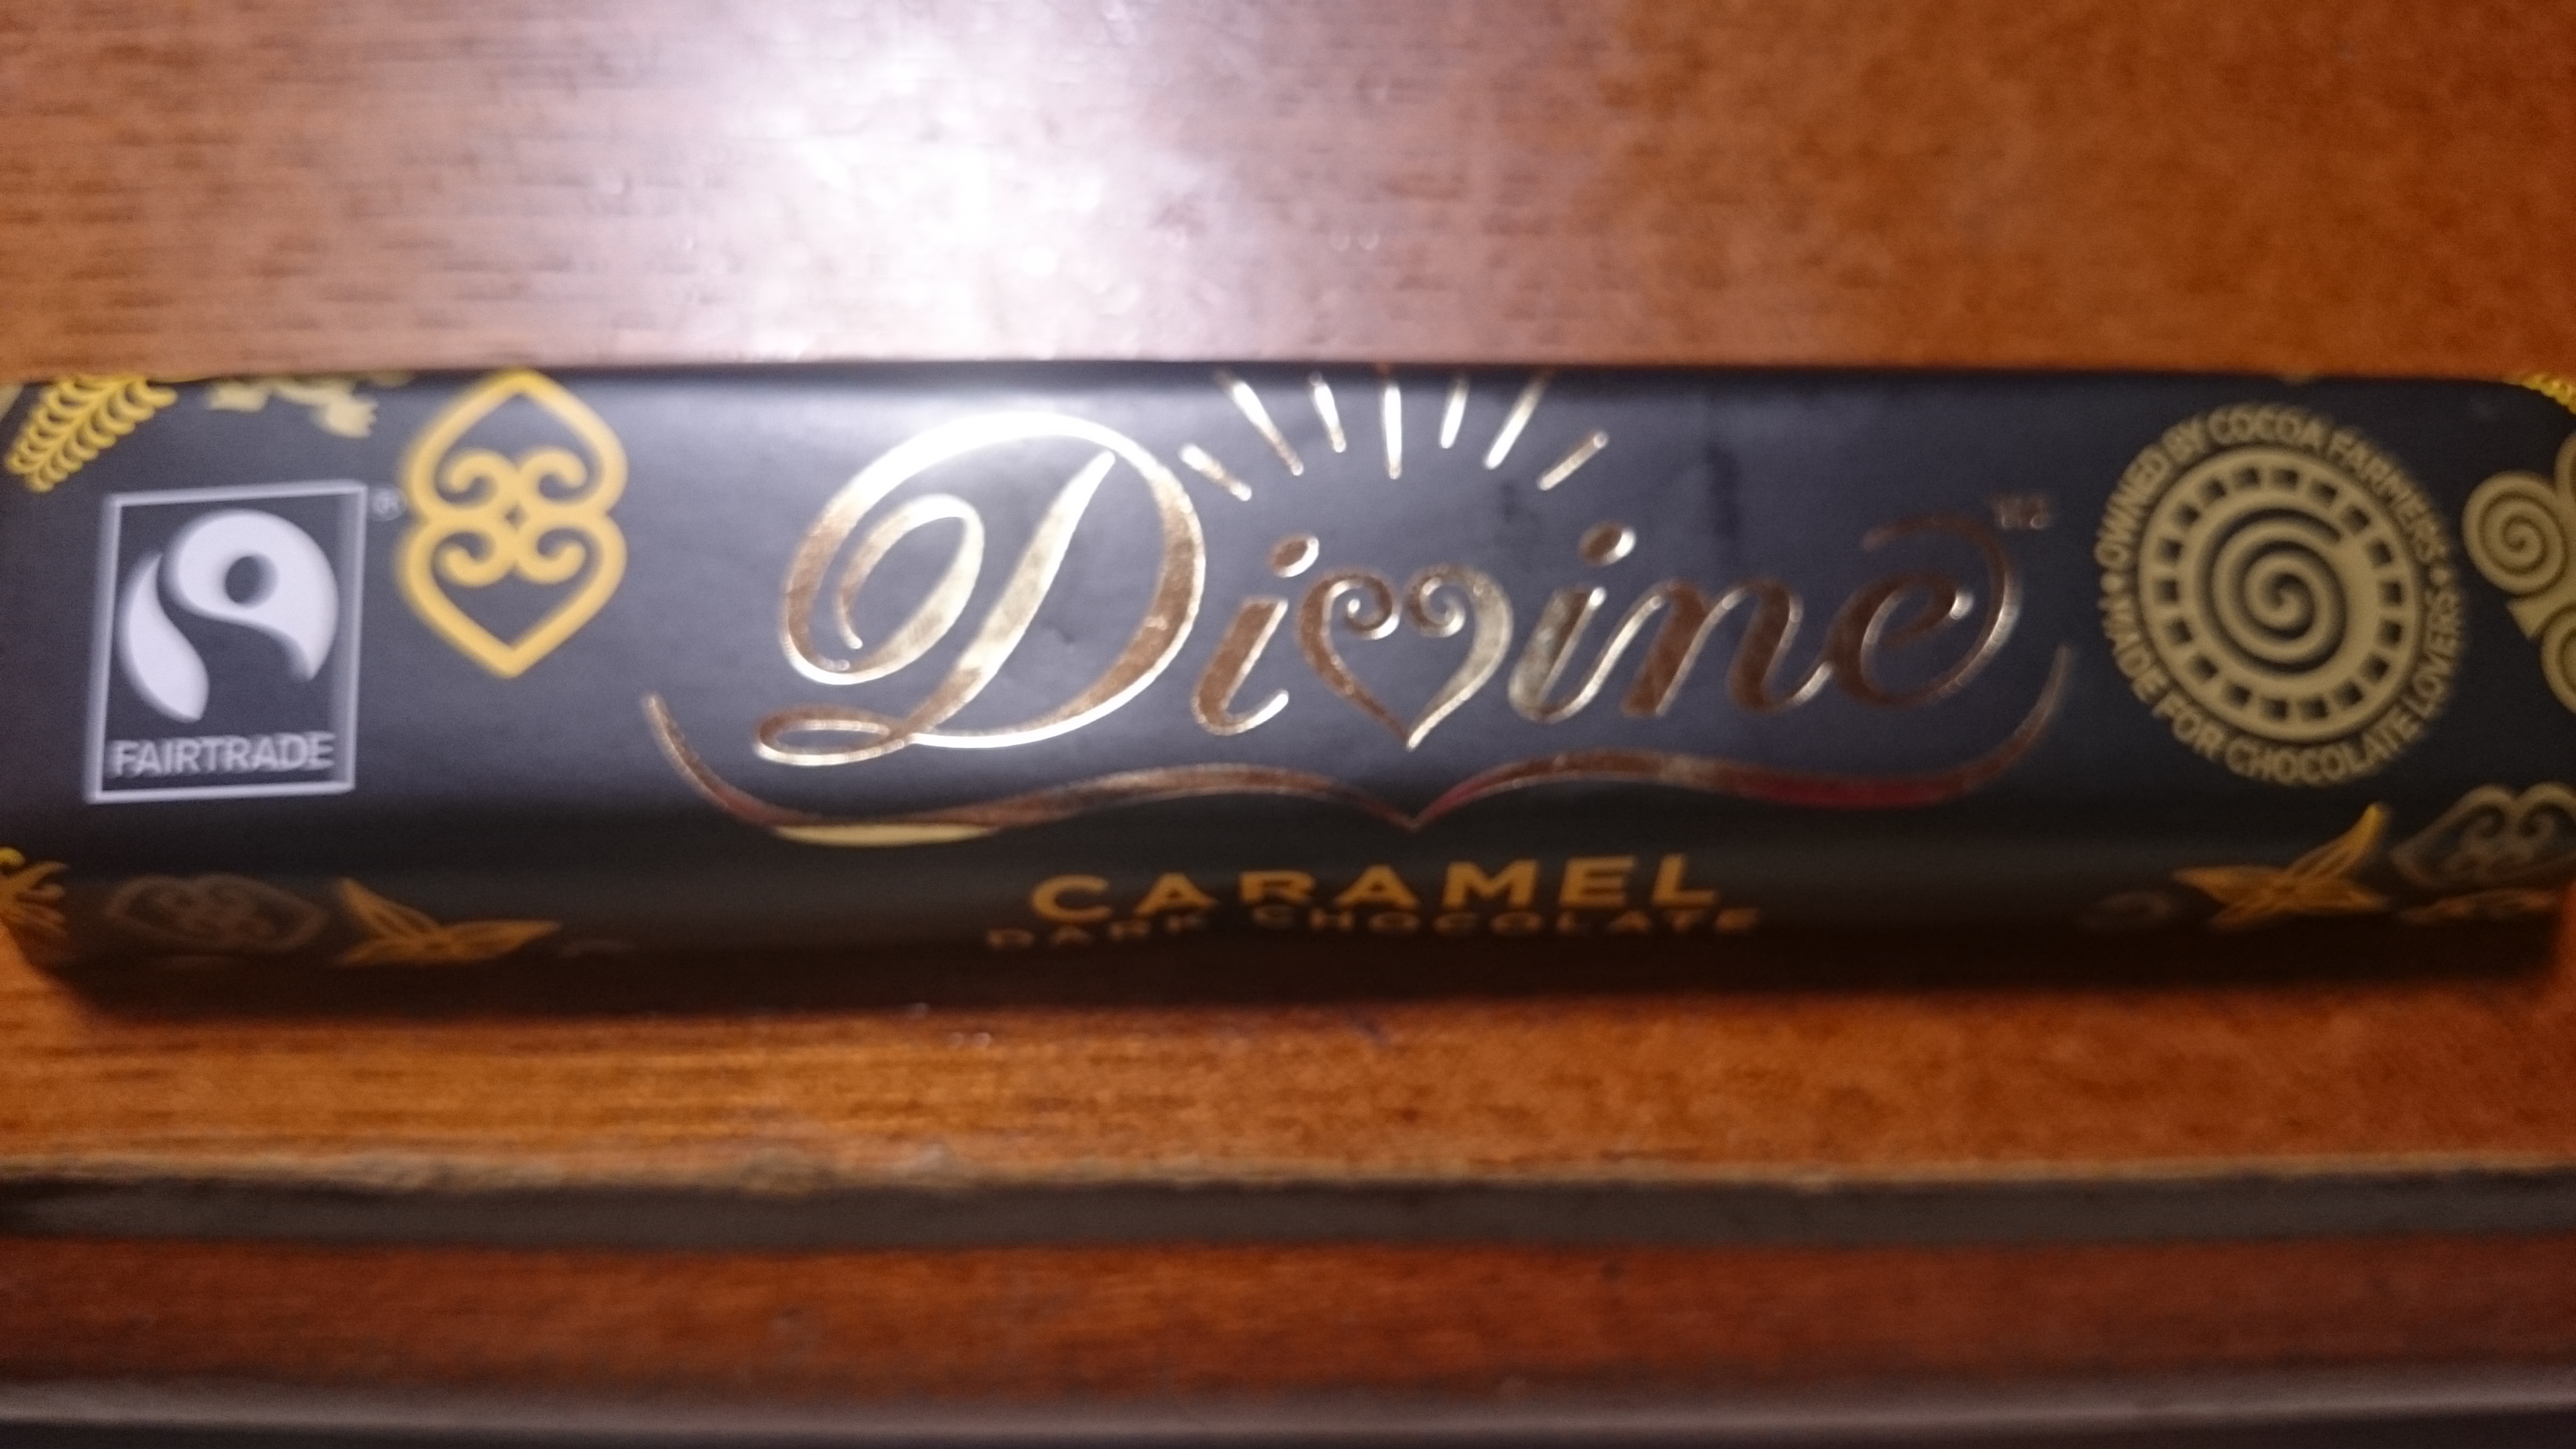 FAIRTRADE
®
Divine
CARAMEL
DARK CHOCOLATE
OWNED BY COCOA FARMERS
MADE FOR CHOCOLATE LOVERS